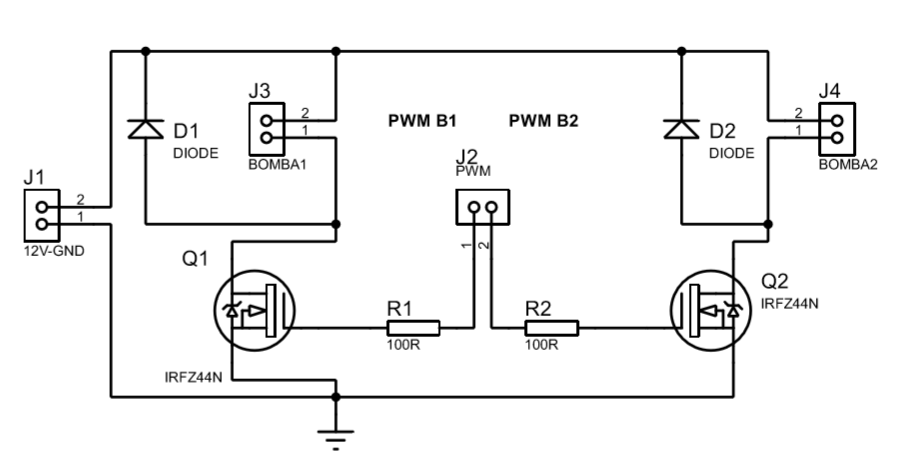 J3
J4
2
1
D1
DIODE
BOMBA1
PWM B1
PWM B2
D2
DIODE
2
1
BOMBA2
J2
PWM
J1
2
1
12V-GND
1
2
Q1
IRFZ44N
R1
100R
R2
100R
Q2
IRFZ44N